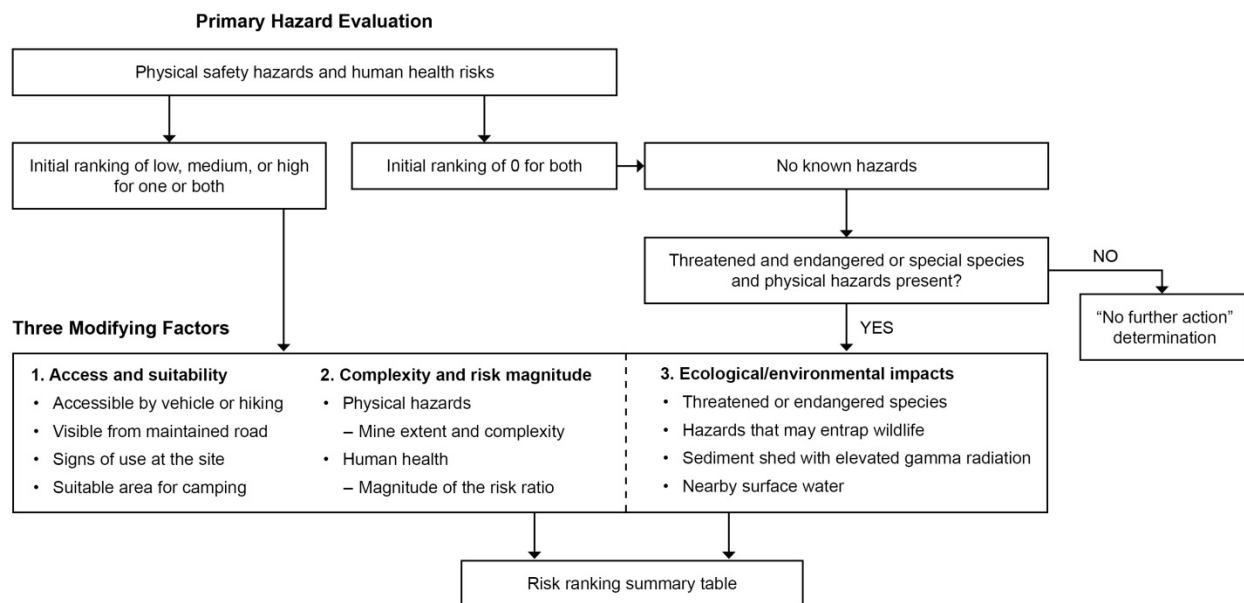 Primary Hazard Evaluation
Physical safety hazards and human health risks
Initial ranking of low, medium, or high
for one or both
Initial ranking of 0 for both
No known hazards
Threatened and endangered or special species
and physical hazards present?
NO
“No further action”
determination
YES
Three Modifying Factors
1. Access and suitability
• Accessible by vehicle or hiking
• Visible from maintained road
• Signs of use at the site
• Suitable area for camping
2. Complexity and risk magnitude
• Physical hazards
– Mine extent and complexity
• Human health
– Magnitude of the risk ratio
3. Ecological/environmental impacts
• Threatened or endangered species
• Hazards that may entrap wildlife
• Sediment shed with elevated gamma radiation
• Nearby surface water
Risk ranking summary table